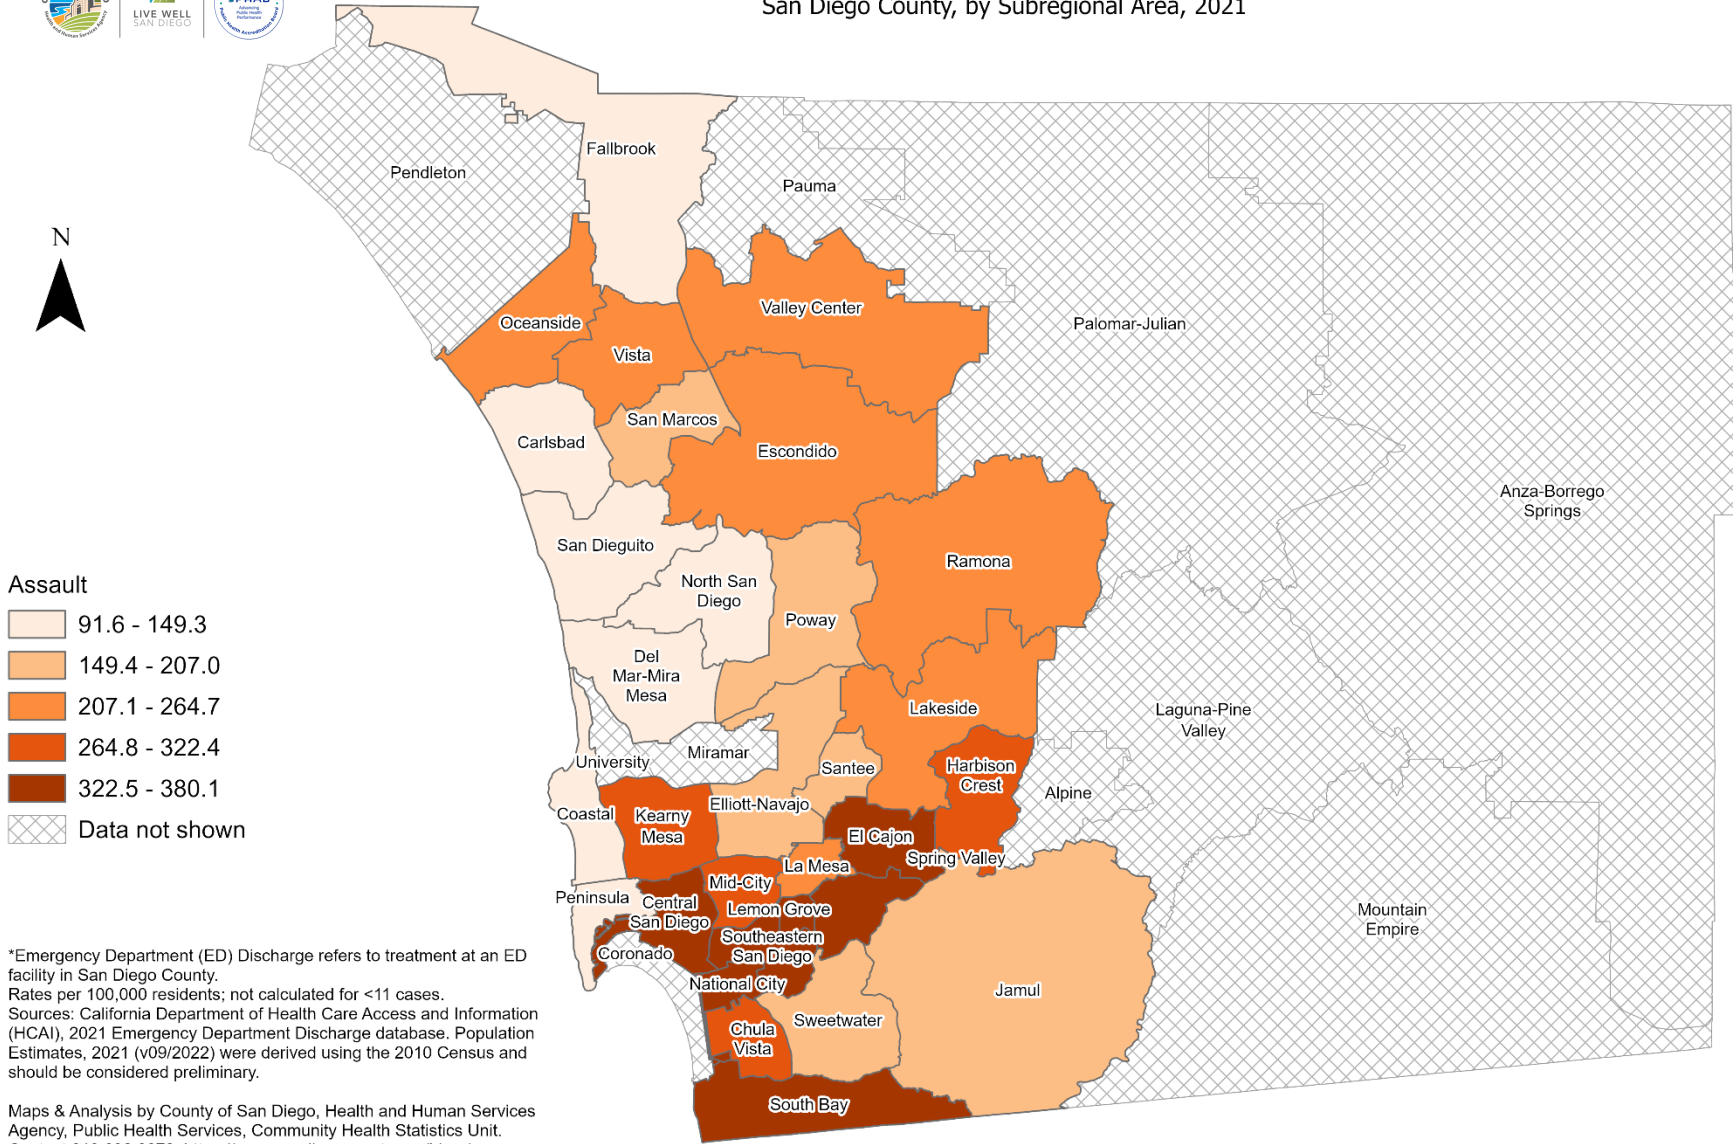 LIVE WELL
SAN DIEGO
Advancing
Public Health
Performance
San Diego County, by Subregional Area, 2021
N
Fallbrook
Pendleton
Pauma
Oceanside
Valley Center
Vista
Palomar-Julian
San Marcos
Carlsbad
Escondido
Anza-Borrego
Springs
San Dieguito
Ramona
North San
Diego
Poway
Del
Mar-Mira
Mesa
Lakeside
Laguna-Pine
Valley
Miramar
University
Santee
Harbison
Crest
Alpine
Elliott-Navajo
Coastal
Kearny
Mesa
El Cajon
Spring Valley
La Mesa
Mid-City
Peninsula
Central
San Diego
Lemon Grove
Mountain
Empire
Southeastern
San Diego
Coronado
National City
Jamul
Sweetwater
Chula
Vista
South Bay
Assault
91.6 - 149.3
149.4 - 207.0
207.1 - 264.7
264.8 - 322.4
322.5 - 380.1
Data not shown
*Emergency Department (ED) Discharge refers to treatment at an ED
facility in San Diego County.
Rates per 100,000 residents; not calculated for <11 cases.
Sources: California Department of Health Care Access and Information
(HCAI), 2021 Emergency Department Discharge database. Population
Estimates, 2021 (v09/2022) were derived using the 2010 Census and
should be considered preliminary.
Maps & Analysis by County of San Diego, Health and Human Services
Agency, Public Health Services, Community Health Statistics Unit.